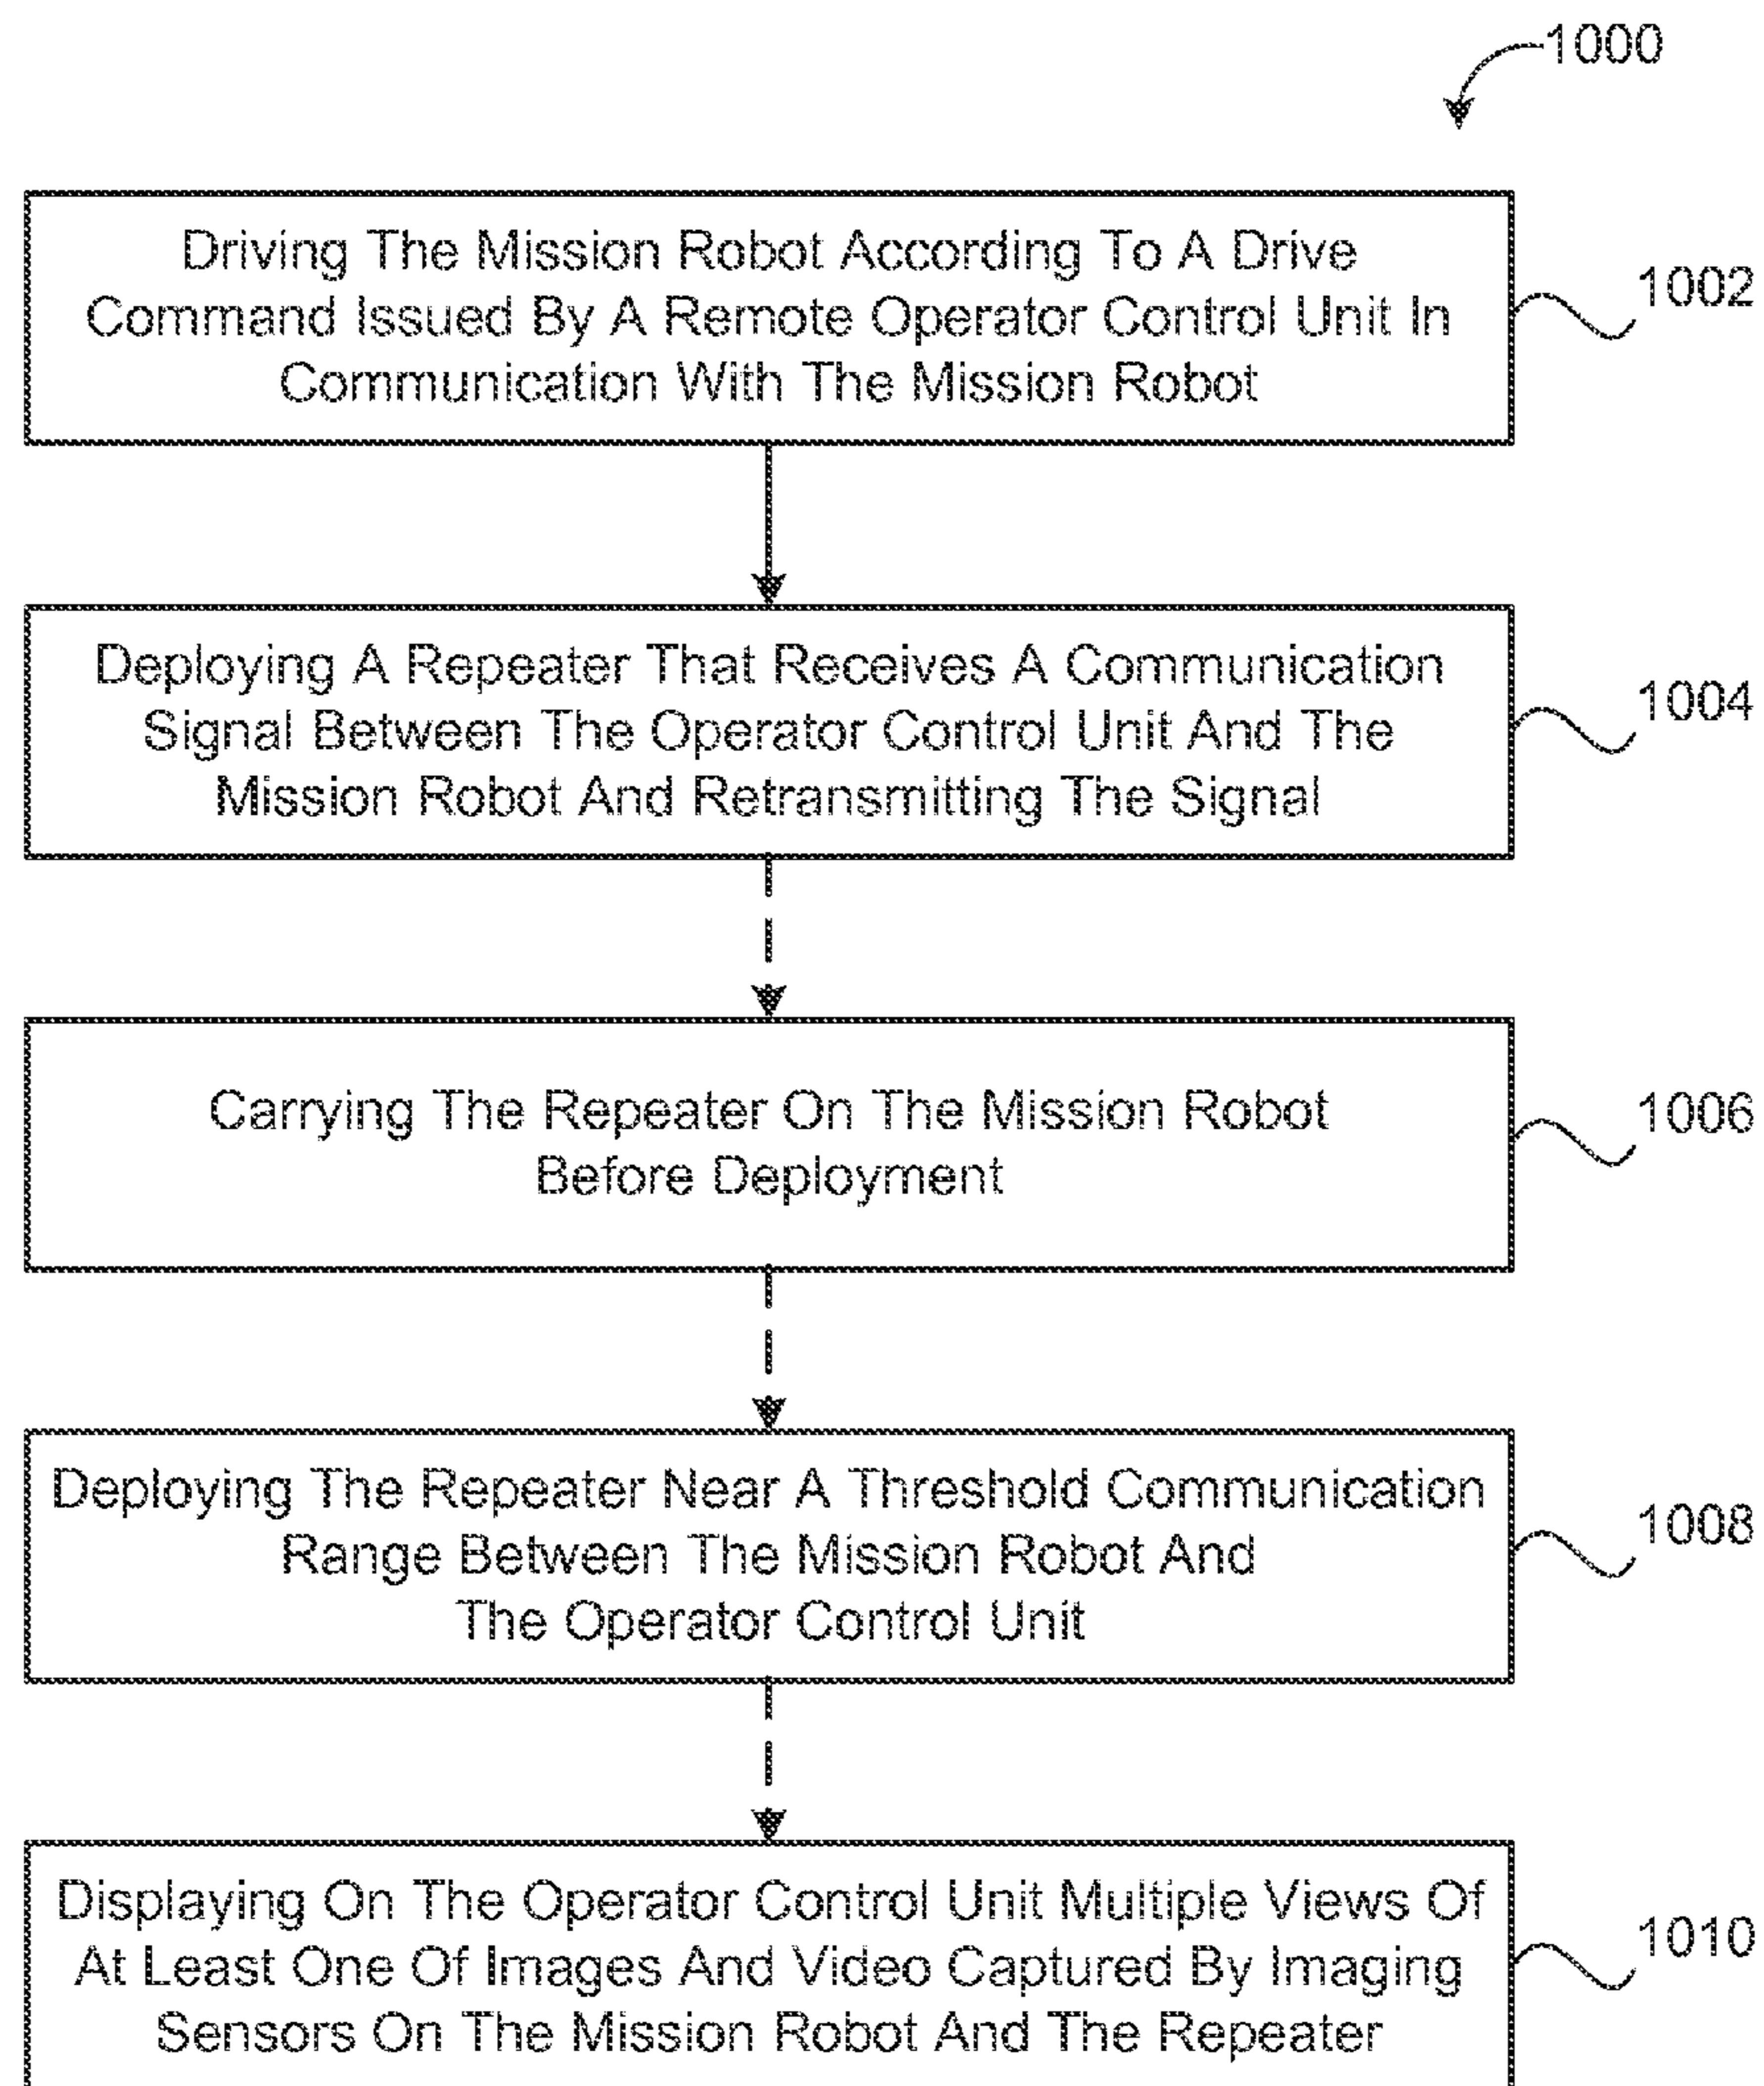 1000
Driving The Mission Robot According To A Drive
Command Issued By A Remote Operator Control Unit In
Communication With The Mission Robot
1002
Deploying A Repeater That Receives A Communication
Signal Between The Operator Control Unit And The
Mission Robot And Retransmitting The Signal
1004
Carrying The Repeater On The Mission Robot
Before Deployment
1006
Deploying The Repeater Near A Threshold Communication
Range Between The Mission Robot And
The Operator Control Unit
1008
Displaying On The Operator Control Unit Multiple Views Of
At Least One Of Images And Video Captured By Imaging
Sensors On The Mission Robot And The Repeater
1010